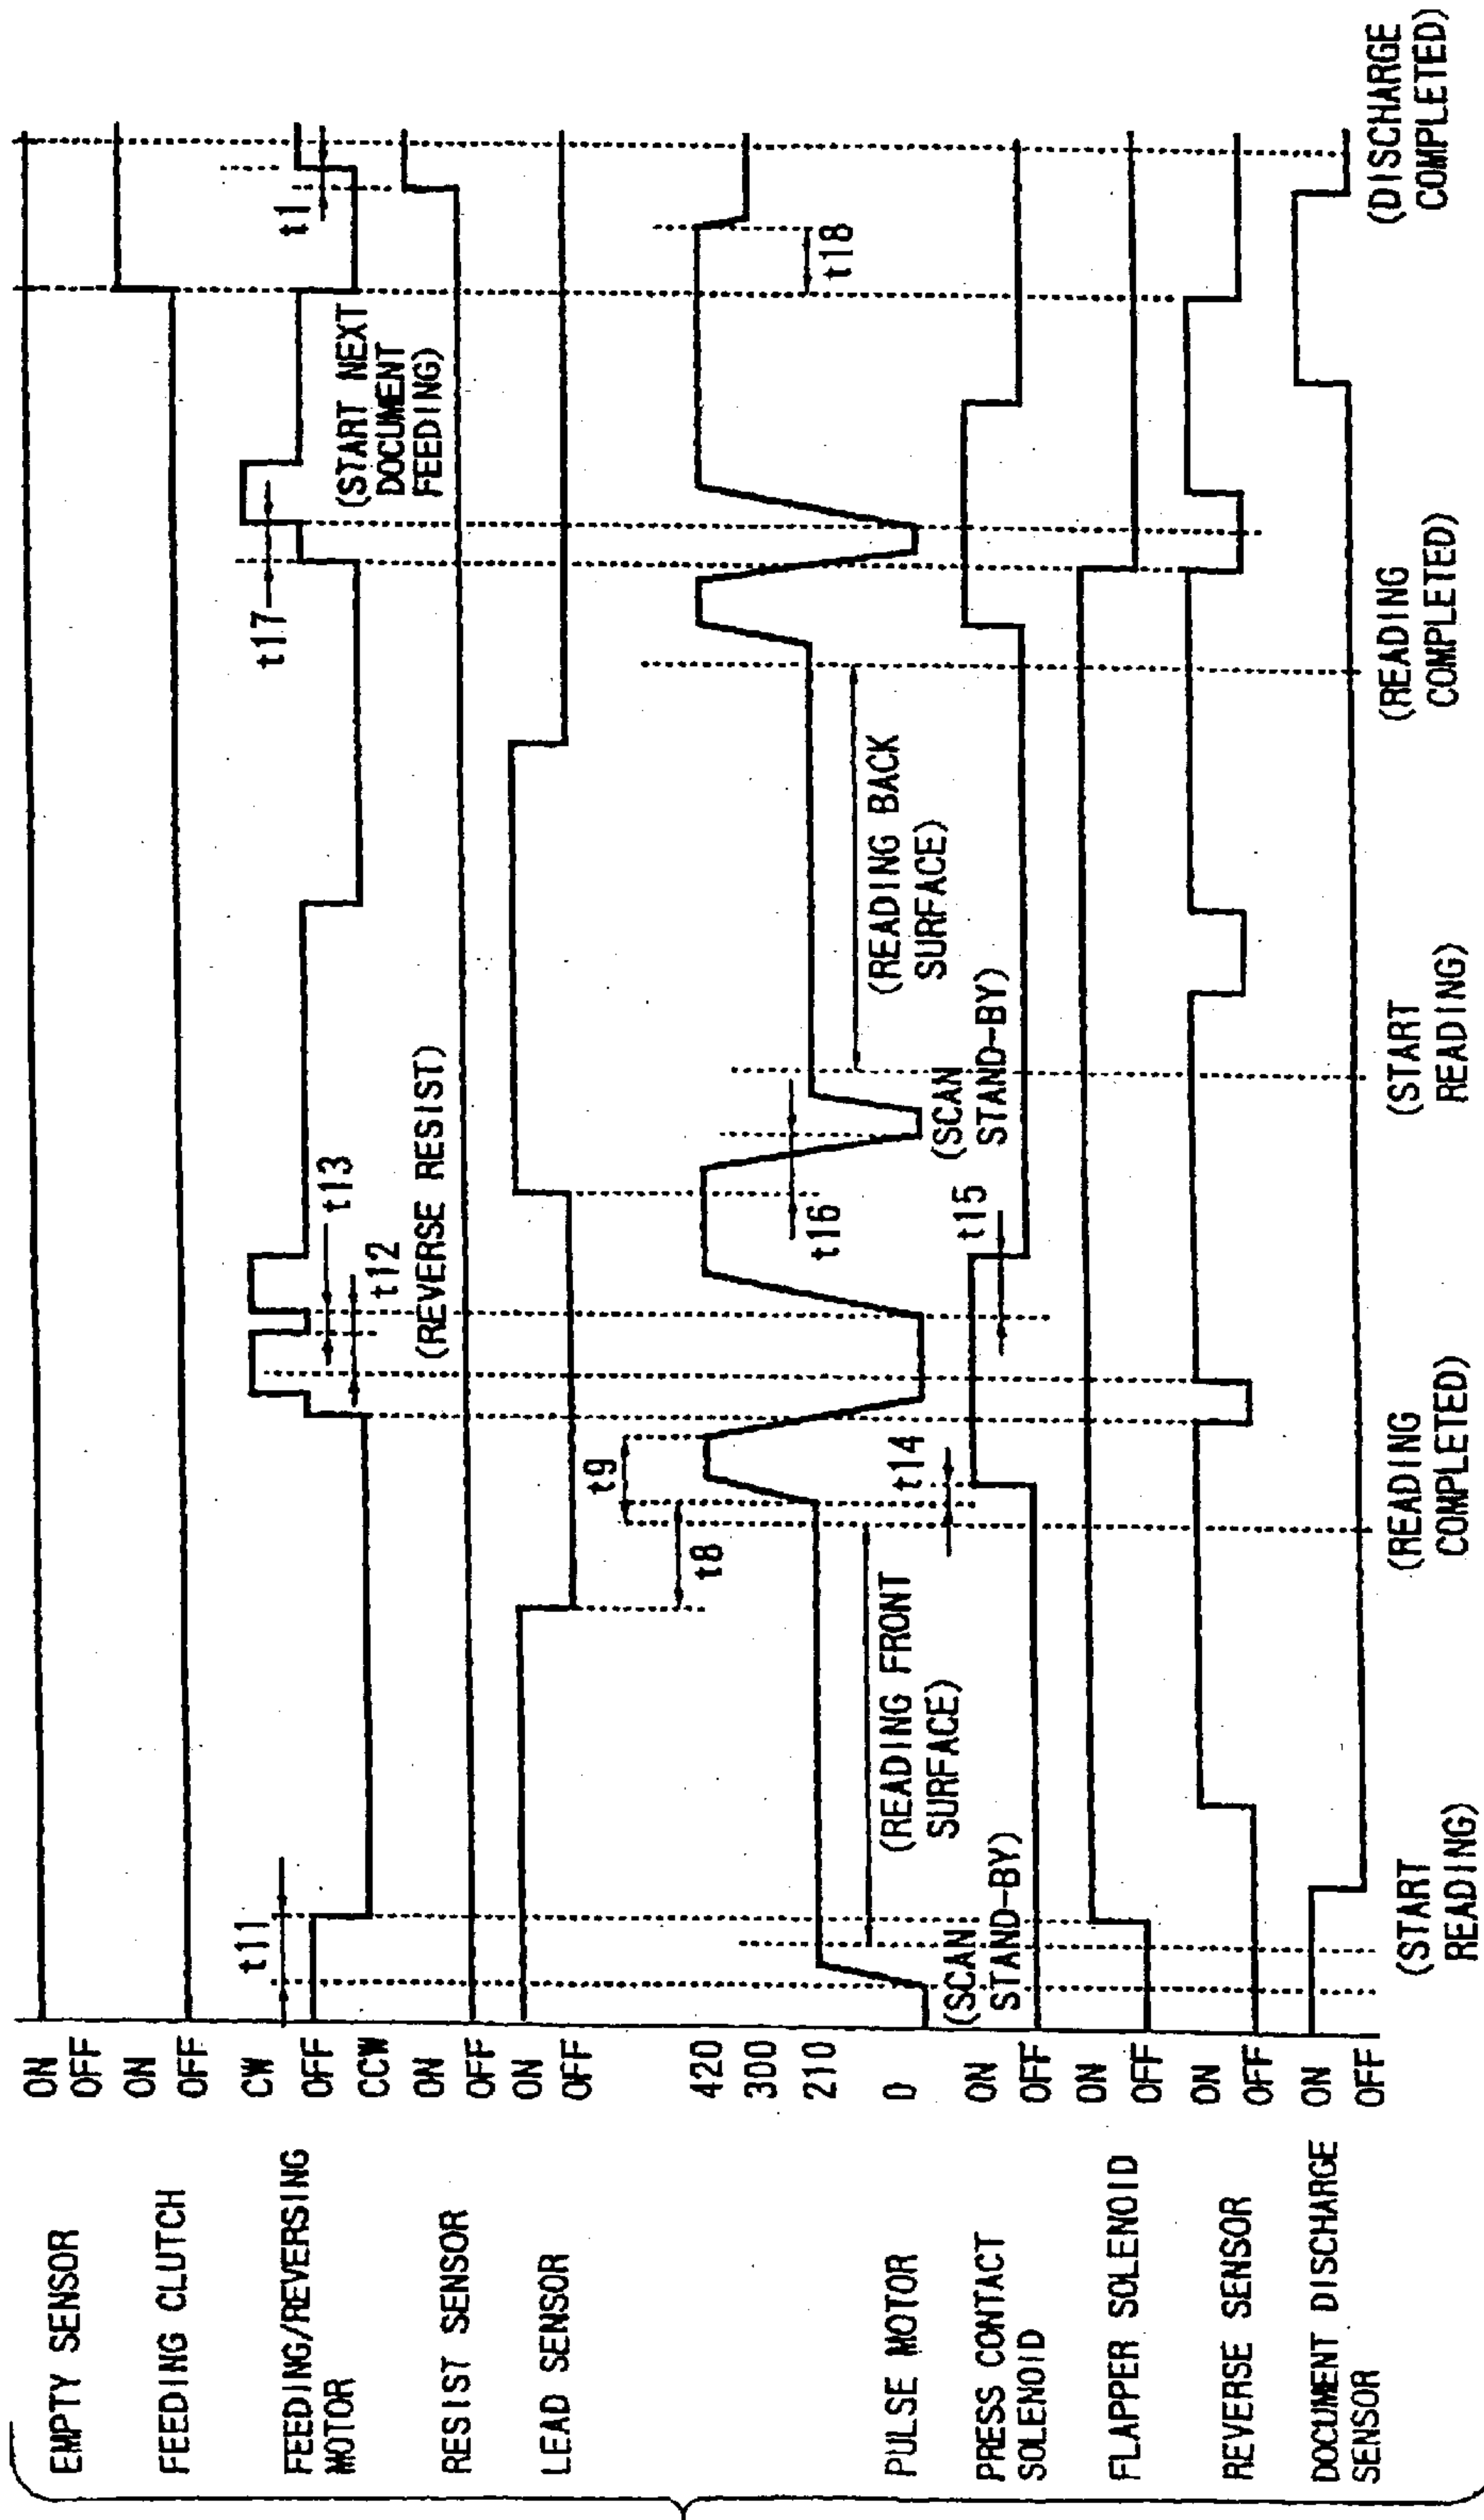 EMPTY SENSOR
ON
OFF
FEEDING CLUTCH
ON
OFF
FEEDING/REVERSING
MOTOR
CW
OFF
CCW
RESIST SENSOR
ON
OFF
LEAD SENSOR
ON
OFF
PULSE MOTOR
420
300
210
0
PRESS CONTACT
SOLENOID
ON
OFF
FLAPPER SOLENOID
ON
OFF
REVERSE SENSOR
ON
OFF
DOCUMENT DISCHARGE
SENSOR
ON
OFF
t11
t13
t12
t17
t1
(START NEXT
DOCUMENT
FEEDING)
(REVERSE RESIST)
t8
t9
t16
t18
(READING FRONT
SURFACE)
(READING BACK
SURFACE)
(SCAN
STAND-BY)
t14
t15
(SCAN
STAND-BY)
(START
READING)
(READING
COMPLETED)
(START
READING)
(READING
COMPLETED)
(DISCHARGE
COMPLETED)